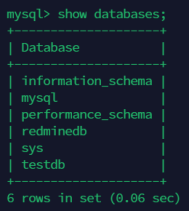 mysql> show databases;
+--------------------+
| Database           |
+--------------------+
| information_schema |
| mysql              |
| performance_schema |
| redminedb          |
| sys                |
| testdb             |
+--------------------+
6 rows in set (0.06 sec)